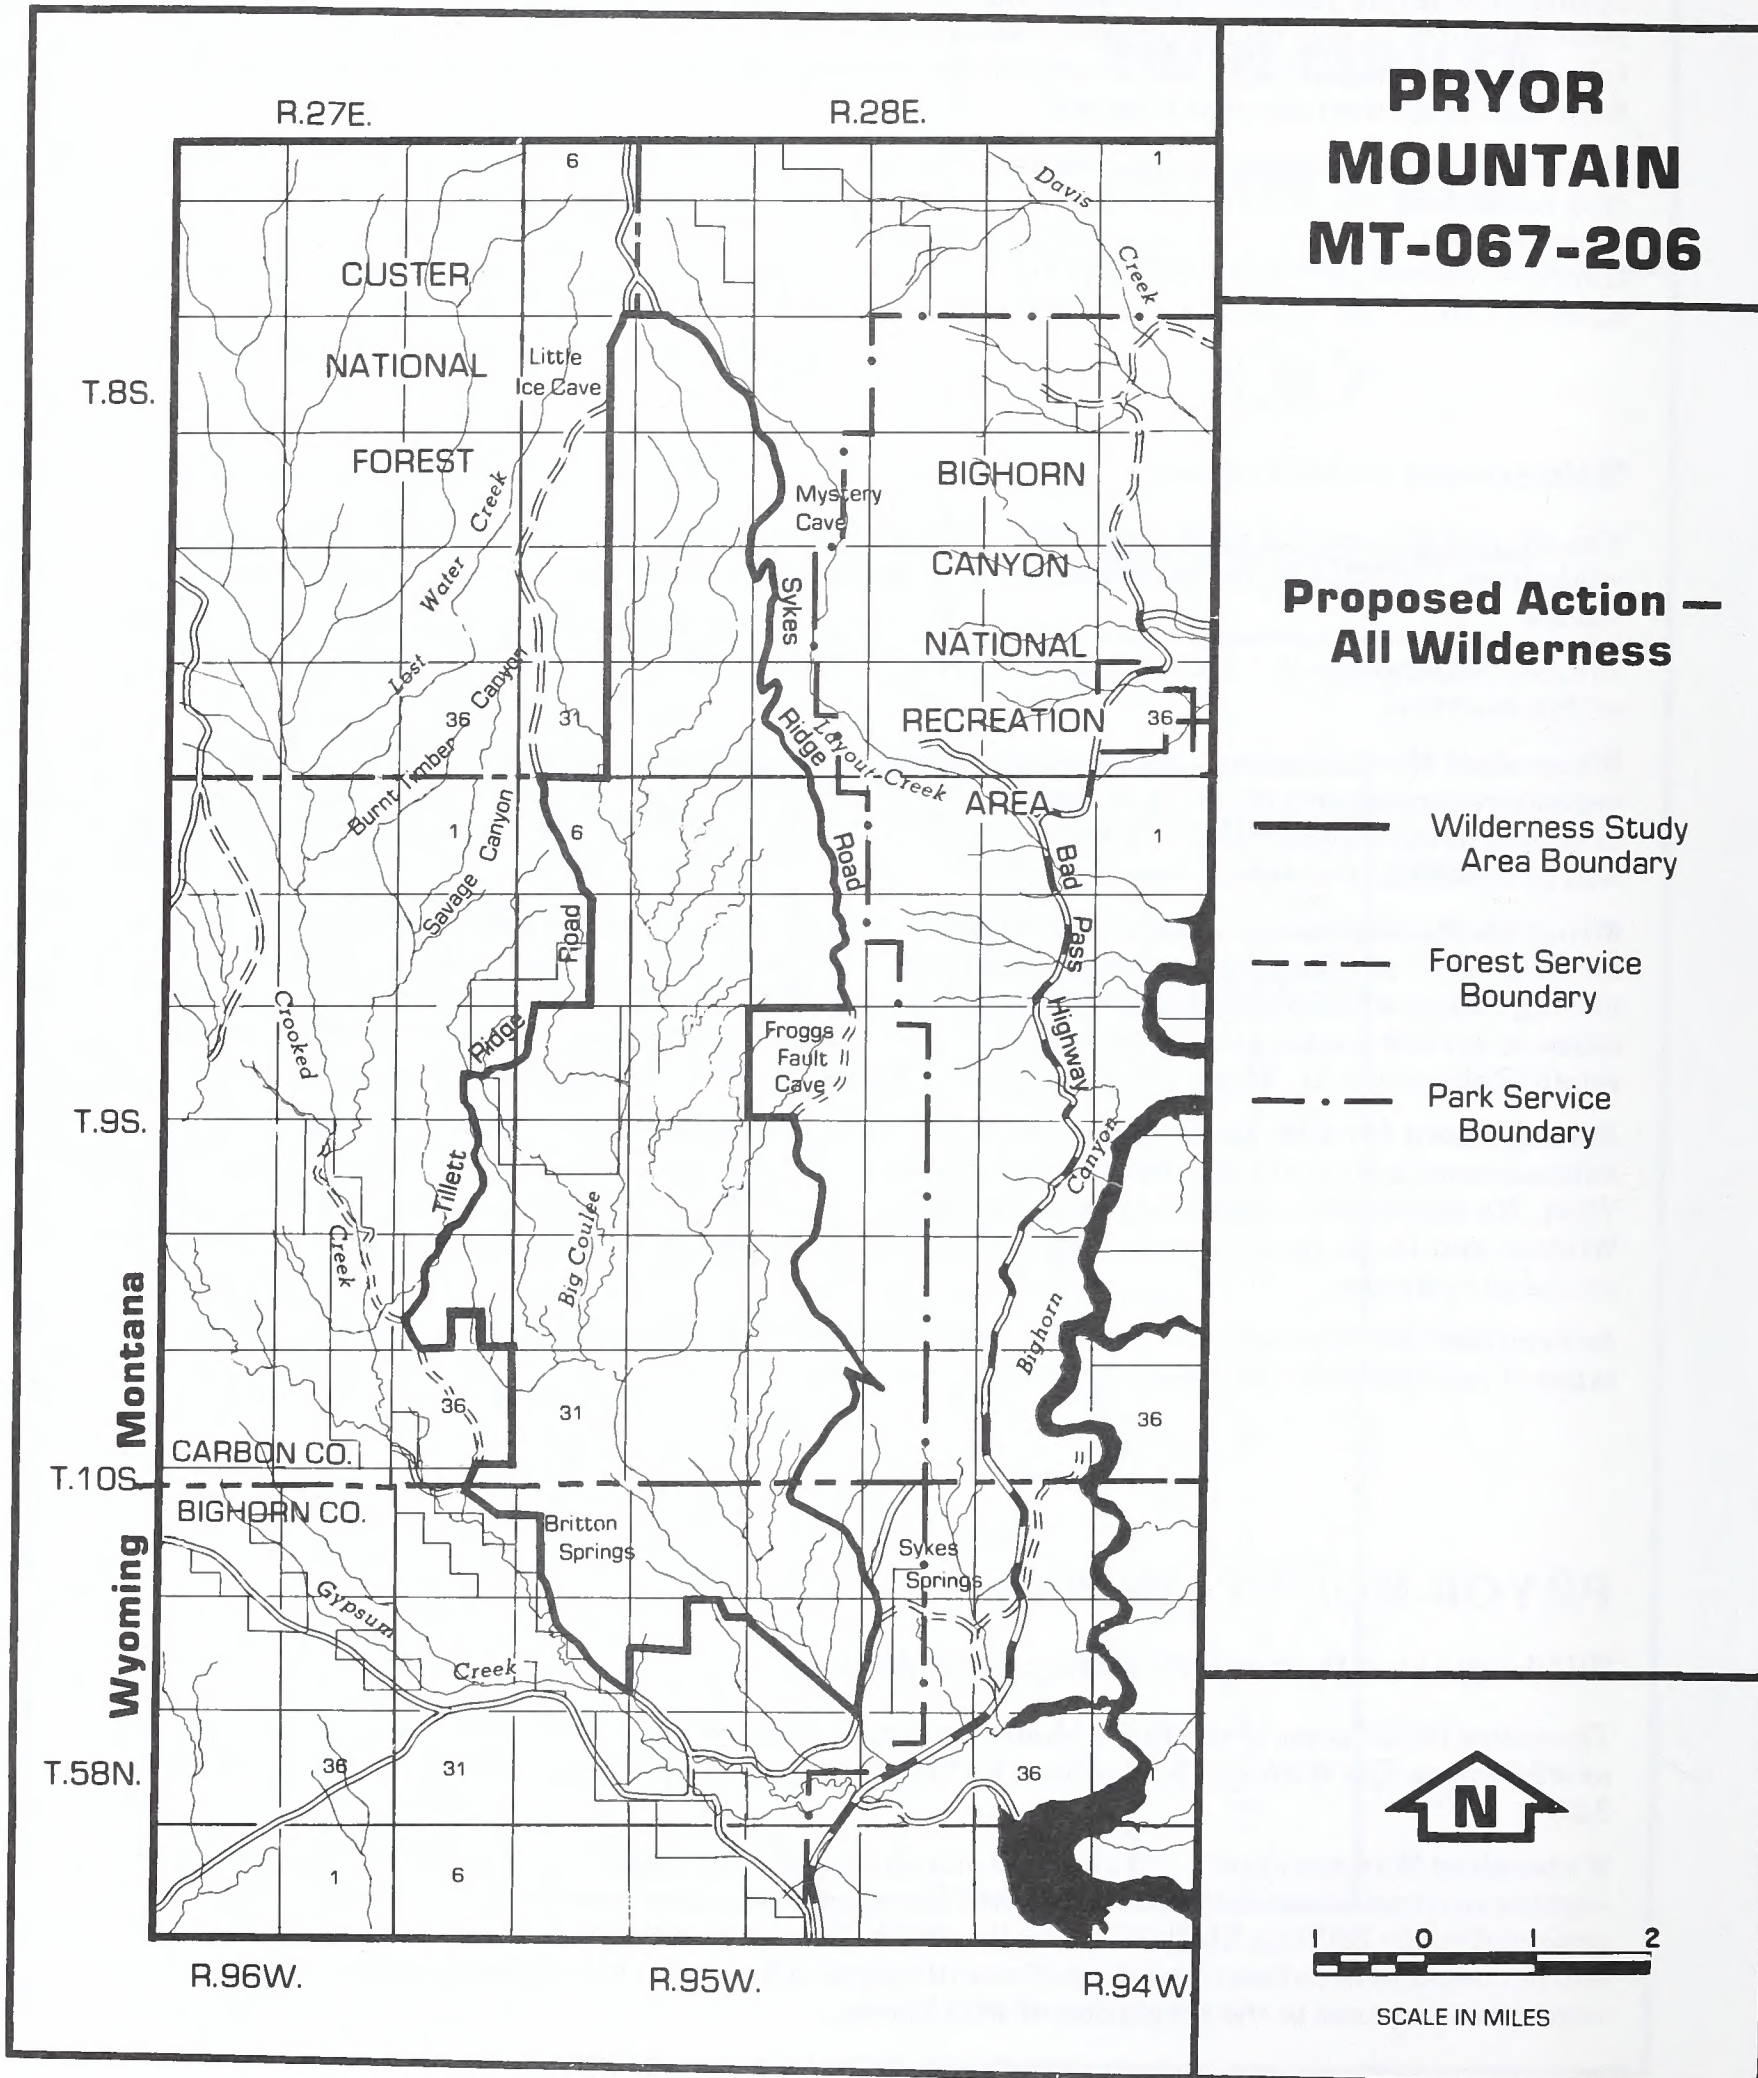 PRYOR
MOUNTAIN
MT-067-206
Proposed Action —
All Wilderness
Wilderness Study
Area Boundary
Forest Service
Boundary
Park Service
Boundary
N
1 0 1 2
SCALE IN MILES
R.27E.
R.28E.
6
1
Davis
Creek
CUSTER
NATIONAL
FOREST
Little
Ice Cave
T.8S.
Creek
Water
Lost
Mystery
Cave
BIGHORN
CANYON
NATIONAL
RECREATION
AREA
Sykes
Ridge
Road
Layout Creek
36
31
36
Burnt Timber Canyon
1
6
1
Savage Canyon
Road
Ridge
Tillett
Bad
Pass
Highway
Crooked
Creek
Froggs
Fault
Cave
T.9S.
Canyon
Bighorn
Big Coulee
Montana
36
31
36
CARBON CO.
T.10S.
BIGHORN CO.
Wyoming
Britton
Springs
Sykes
Springs
Gypsum
Creek
T.58N.
36
31
36
1
1
6
R.96W.
R.95W.
R.94W.